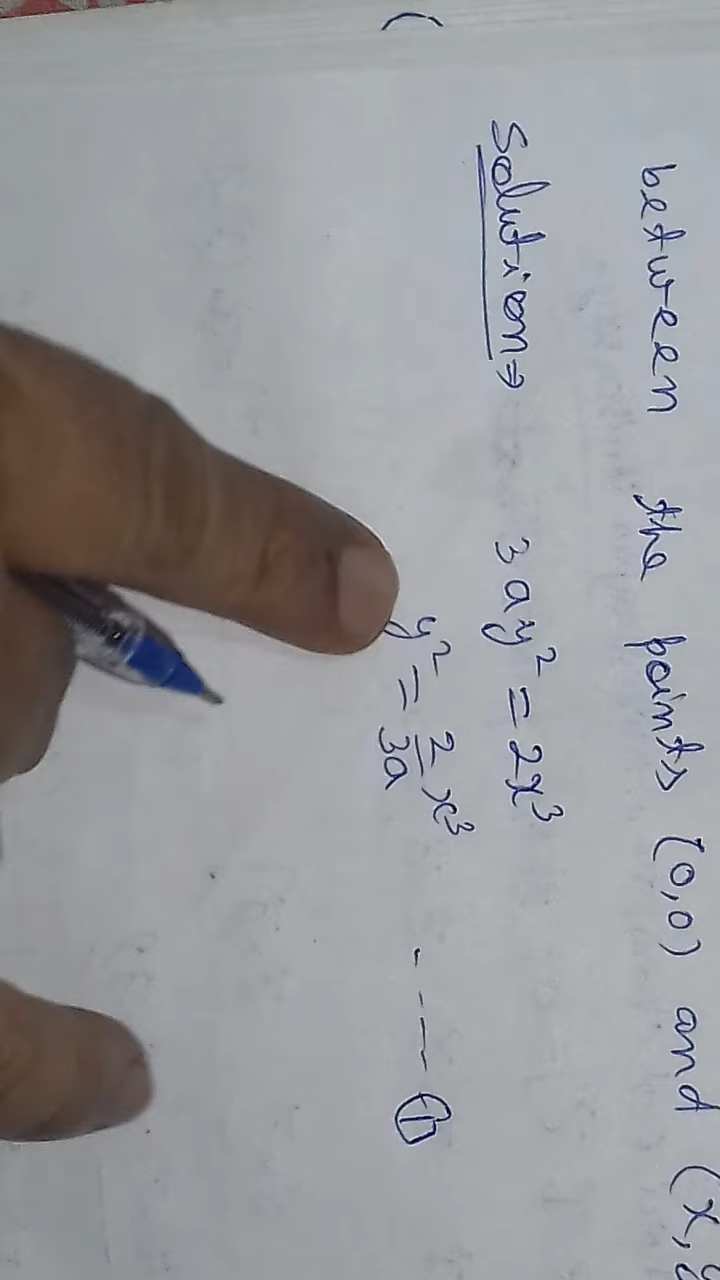 between the points (0,0) and (x,y
Solution ⇒ 3ay² = 2x³
y² = 2/3a x³ - - — ①